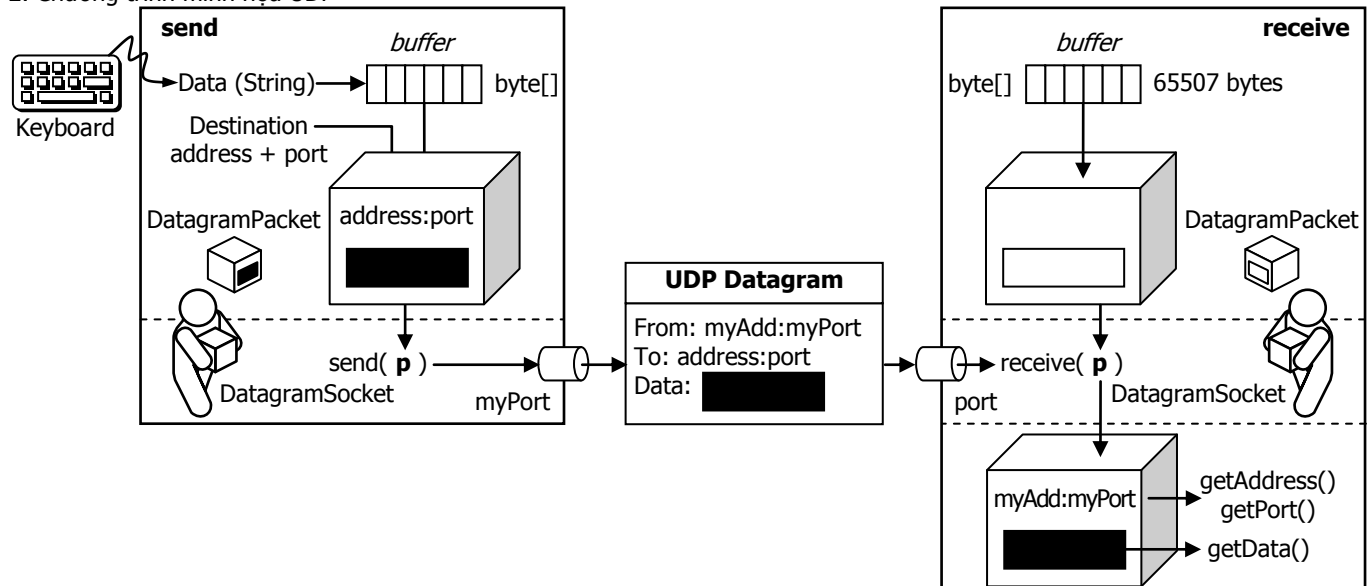 send
buffer
Data (String)
byte[]
Keyboard
Destination
address + port
DatagramPacket
address:port
send( p )
DatagramSocket
myPort
UDP Datagram
From: myAdd:myPort
To: address:port
Data:
receive
buffer
byte[]
65507 bytes
DatagramPacket
receive( p )
port
DatagramSocket
myAdd:myPort
getAddress()
getPort()
getData()